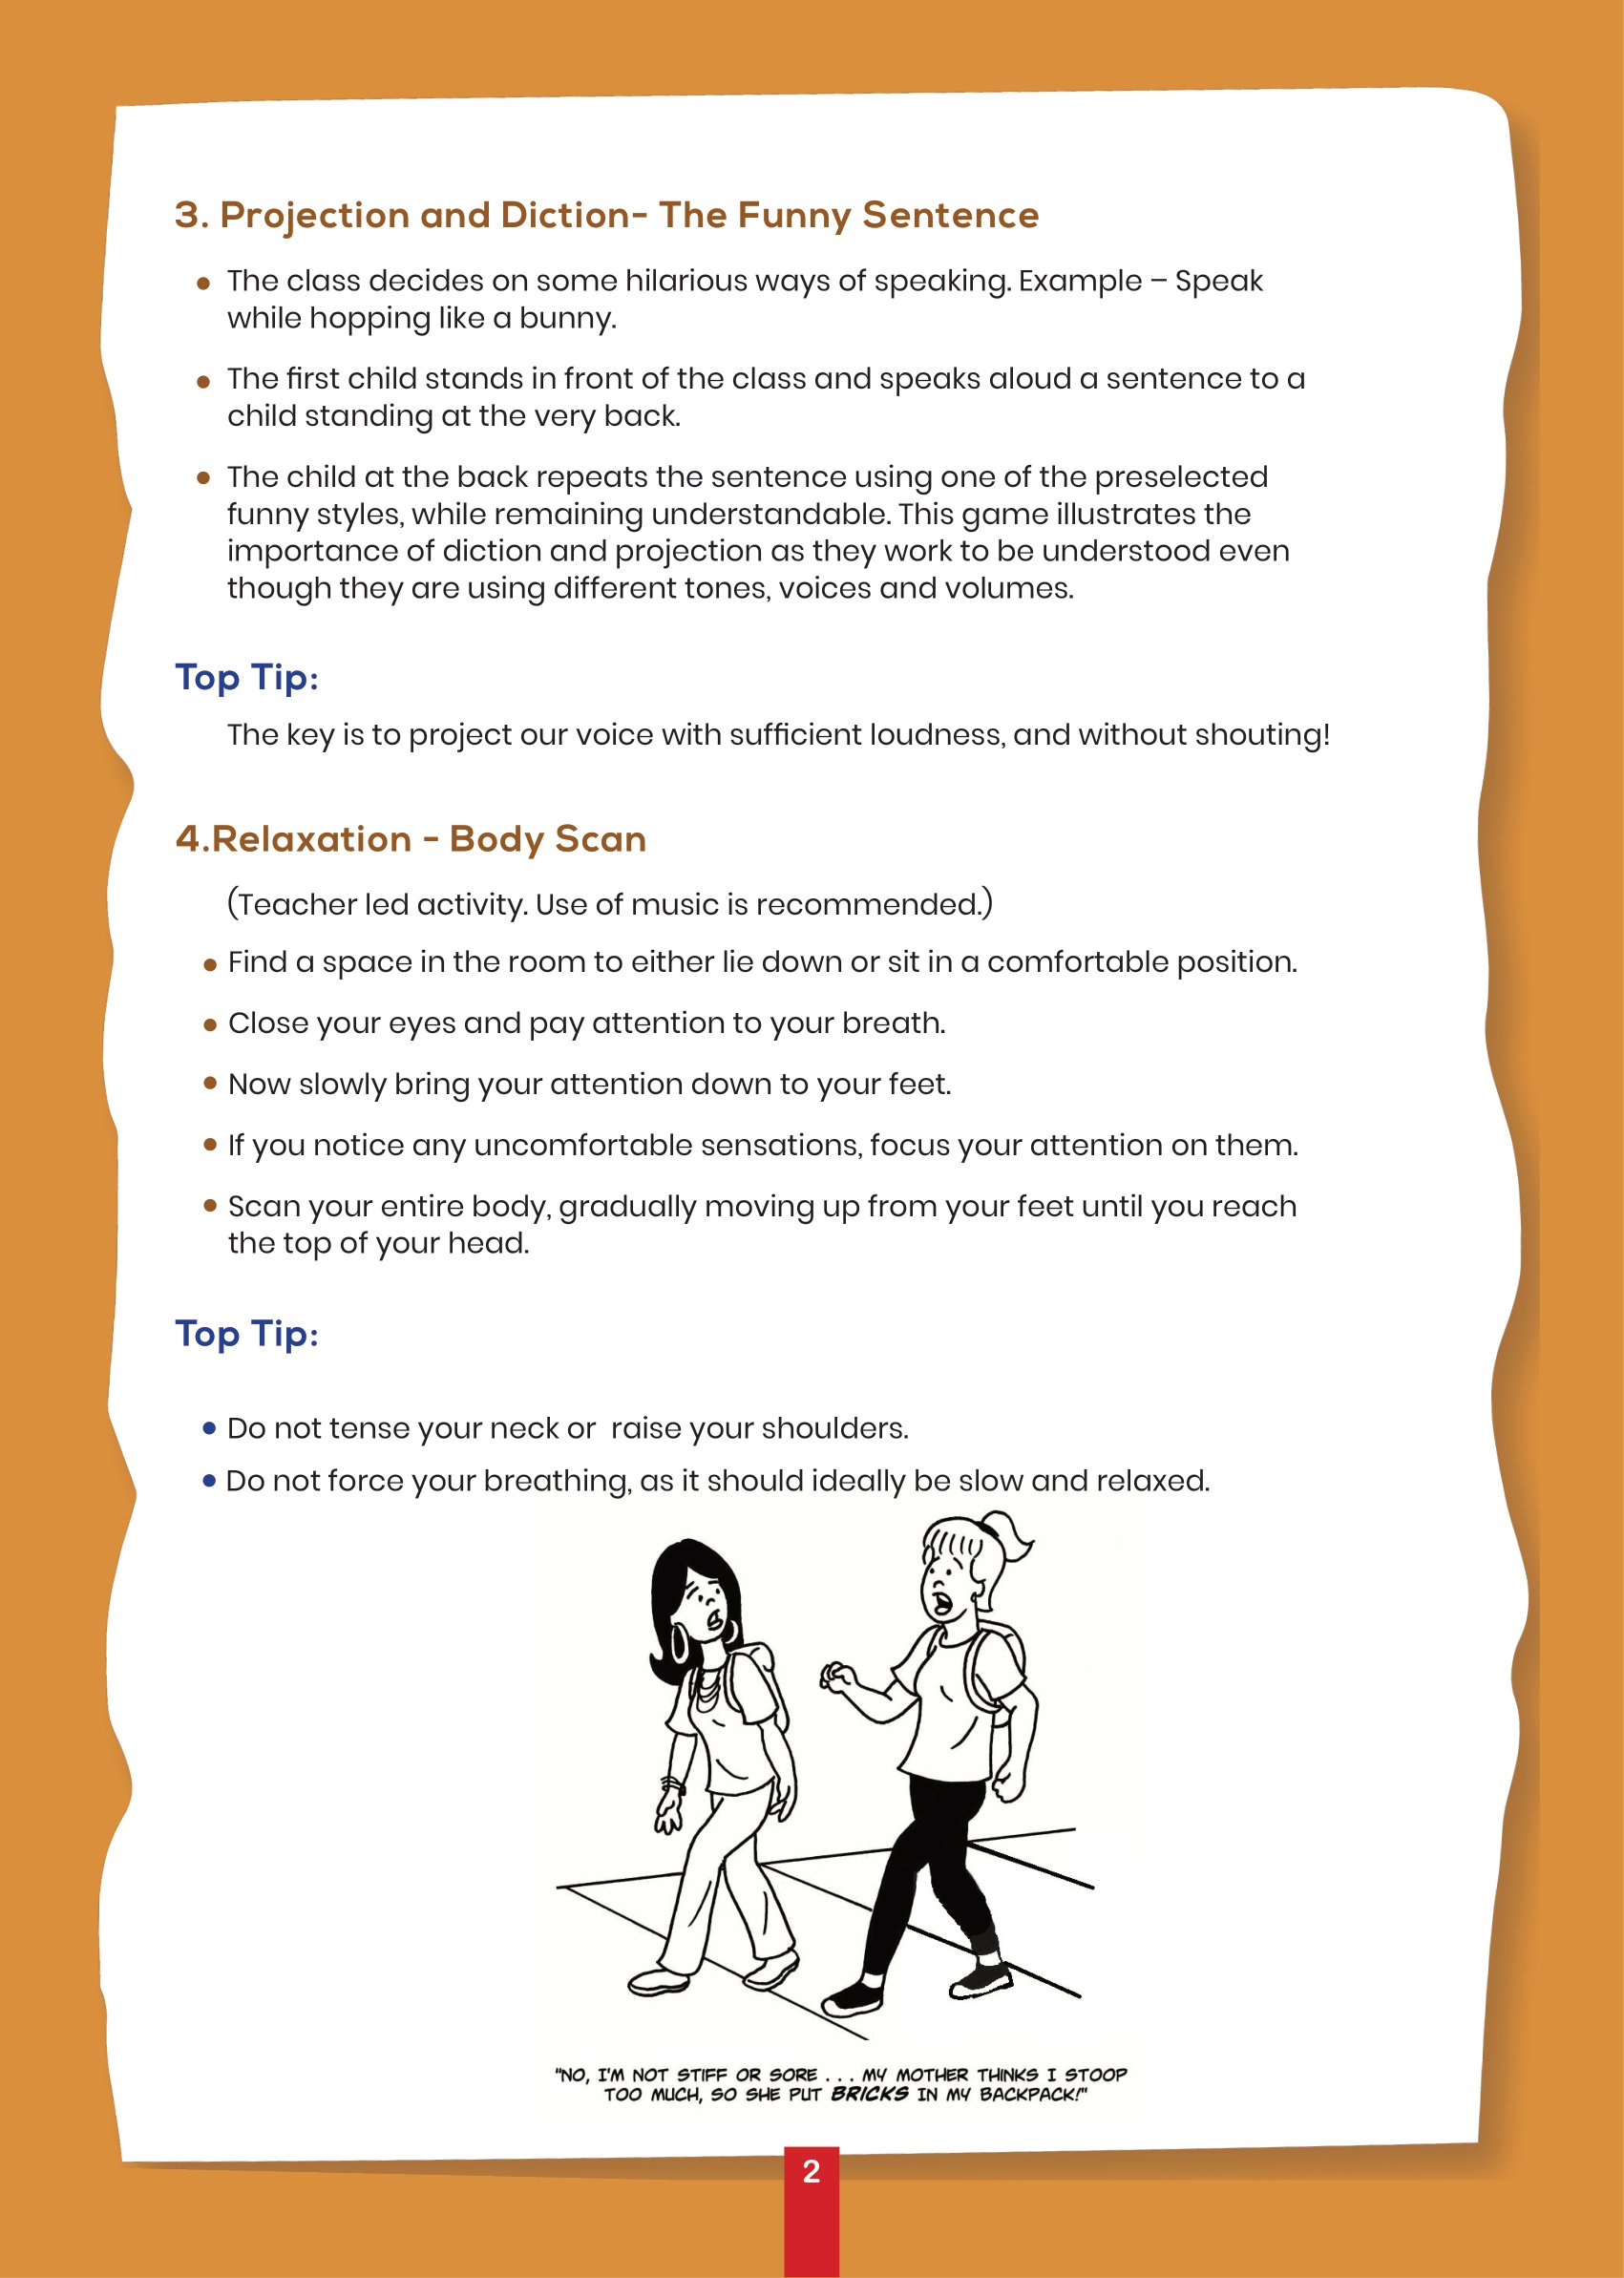 3. Projection and Diction- The Funny Sentence
• The class decides on some hilarious ways of speaking. Example – Speak
while hopping like a bunny.
• The first child stands in front of the class and speaks aloud a sentence to a
child standing at the very back.
• The child at the back repeats the sentence using one of the preselected
funny styles, while remaining understandable. This game illustrates the
importance of diction and projection as they work to be understood even
though they are using different tones, voices and volumes.
Top Tip:
The key is to project our voice with sufficient loudness, and without shouting!
4.Relaxation - Body Scan
(Teacher led activity. Use of music is recommended.)
• Find a space in the room to either lie down or sit in a comfortable position.
• Close your eyes and pay attention to your breath.
• Now slowly bring your attention down to your feet.
• If you notice any uncomfortable sensations, focus your attention on them.
• Scan your entire body, gradually moving up from your feet until you reach
the top of your head.
Top Tip:
• Do not tense your neck or  raise your shoulders.
• Do not force your breathing, as it should ideally be slow and relaxed.
"NO, I'M NOT STIFF OR SORE . . . MY MOTHER THINKS I STOOP
TOO MUCH, SO SHE PUT BRICKS IN MY BACKPACK!"
2